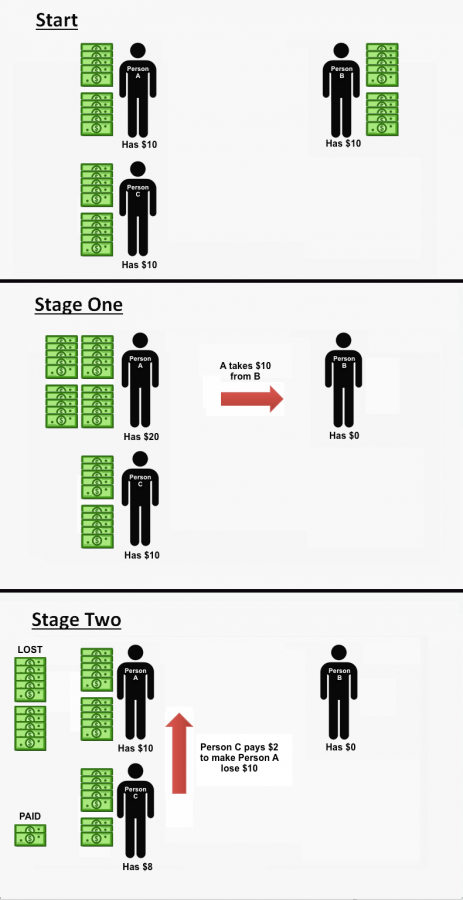 Start
Person
A
Has $10
Person
B
Has $10
Person
C
Has $10
Stage One
Person
A
Has $20
A takes $10
from B
Person
B
Has $0
Person
C
Has $10
Stage Two
LOST
Person
A
Has $10
Person
B
Has $0
Person C pays $2
to make Person A
lose $10
PAID
Person
C
Has $8